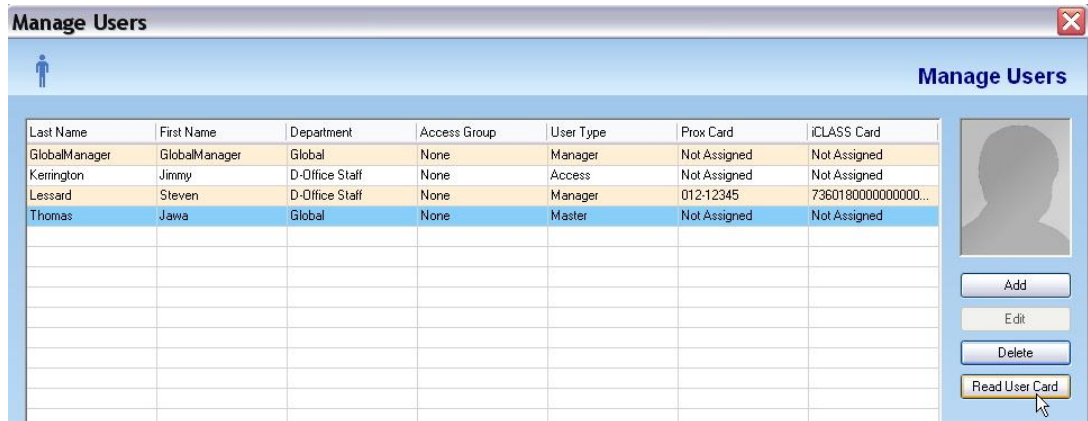 Manage Users
Manage Users
Last Name First Name Department Access Group User Type Prox Card iCLASS Card
GlobalManager GlobalManager Global None Manager Not Assigned Not Assigned
Kerrington Jimmy D-Office Staff None Access Not Assigned Not Assigned
Lessard Steven D-Office Staff None Manager 012-12345 7360180000000000...
Thomas Jawa Global None Master Not Assigned Not Assigned
Add
Edit
Delete
Read User Card